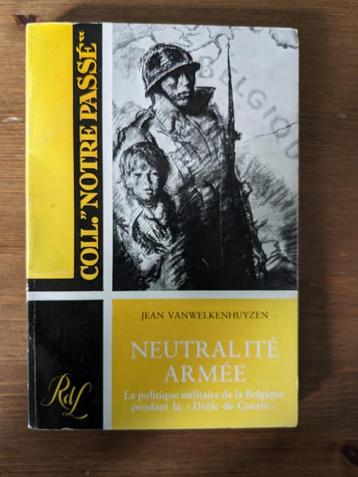 COLL. "NOTRE PASSÉ"
BELGIQU
JEAN VANWELKENHUYZEN
NEUTRALITÉ
ARMÉE
La politique militaire de la Belgique
pendant la « Drôle de Guerre »
RdL